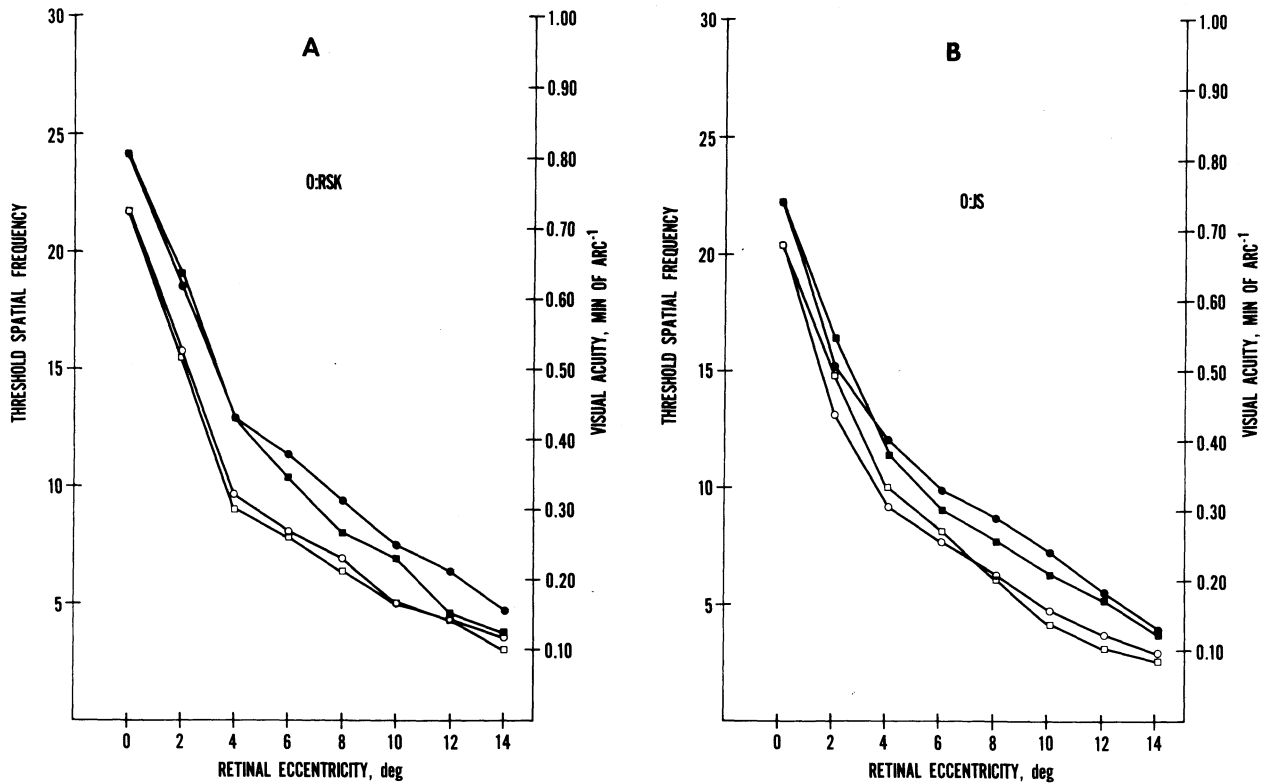 A
O:RSK
30
25
20
15
10
5
THRESHOLD SPATIAL FREQUENCY
1.00
0.90
0.80
0.70
0.60
0.50
0.40
0.30
0.20
0.10
VISUAL ACUITY, MIN OF ARC-1
0 2 4 6 8 10 12 14
RETINAL ECCENTRICITY, deg
B
O:JS
30
25
20
15
10
5
THRESHOLD SPATIAL FREQUENCY
1.00
0.90
0.80
0.70
0.60
0.50
0.40
0.30
0.20
0.10
VISUAL ACUITY, MIN OF ARC-1
0 2 4 6 8 10 12 14
RETINAL ECCENTRICITY, deg